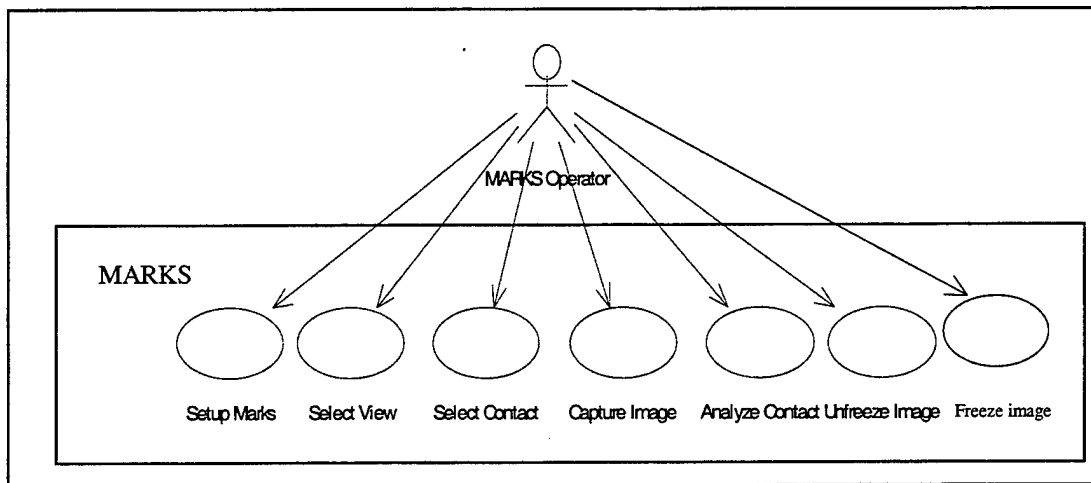 MARKS Operator
MARKS
Setup Marks Select View Select Contact Capture Image Analyze Contact Unfreeze Image Freeze image